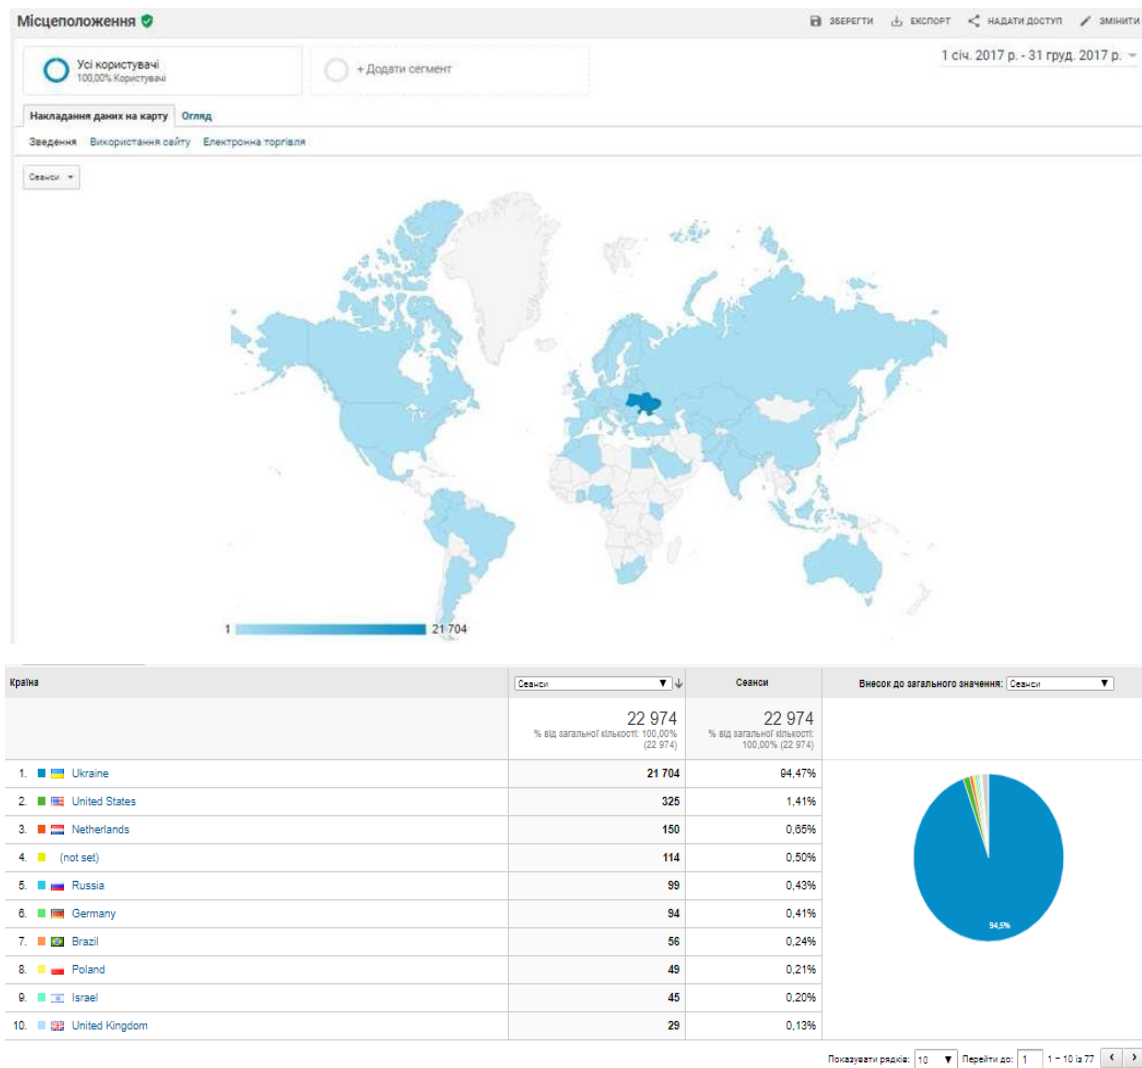 Місцеположення
ЗБЕРЕГТИ ЕКСПОРТ НАДАТИ ДОСТУП ЗМІНИТИ
Усі користувачі
100,00% Користувачі
+ Додати сегмент
1 січ. 2017 р. - 31 груд. 2017 р.
Накладання даних на карту Огляд
Зведення Використання сайту Електронна торгівля
Сеанси
1 21 704
Країна Сеанси Сеанси Внесок до загального значення: Сеанси
22 974 22 974
% від загальної кількості: 100,00% % від загальної кількості:
(22 974) 100,00% (22 974)
1. Ukraine 21 704 94,47%
2. United States 325 1,41%
3. Netherlands 150 0,65%
4. (not set) 114 0,50%
5. Russia 99 0,43%
6. Germany 94 0,41%
7. Brazil 56 0,24%
8. Poland 49 0,21%
9. Israel 45 0,20%
10. United Kingdom 29 0,13%
94,5%
Показувати рядків: 10 Перейти до: 1 1 – 10 із 77